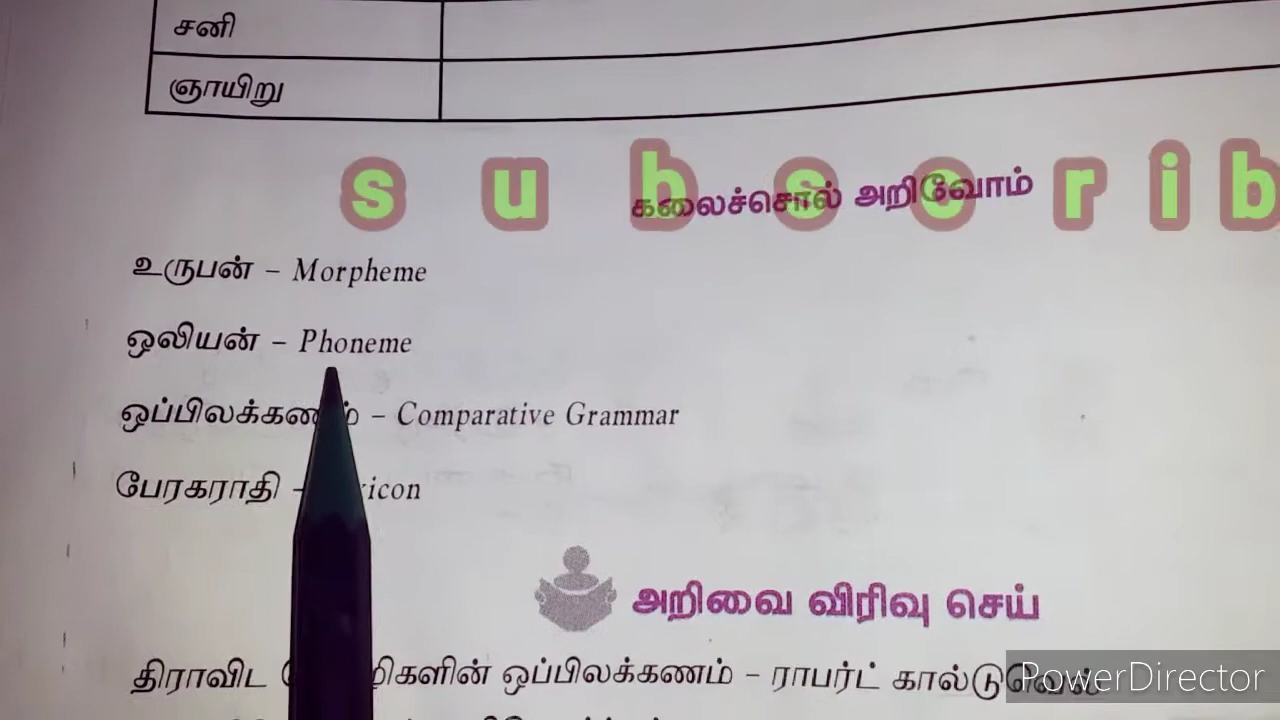 சனி
ஞாயிறு
s u b s c r i b
கலைச்சொல் அறிவோம்
உருபன் – Morpheme
ஒலியன் – Phoneme
ஒப்பிலக்கணம் – Comparative Grammar
பேரகராதி –
அறிவை விரிவு செய்
திராவிட ஒப்பிலக்கணம் – ராபர்ட் கால்டுவெல்
PowerDirector